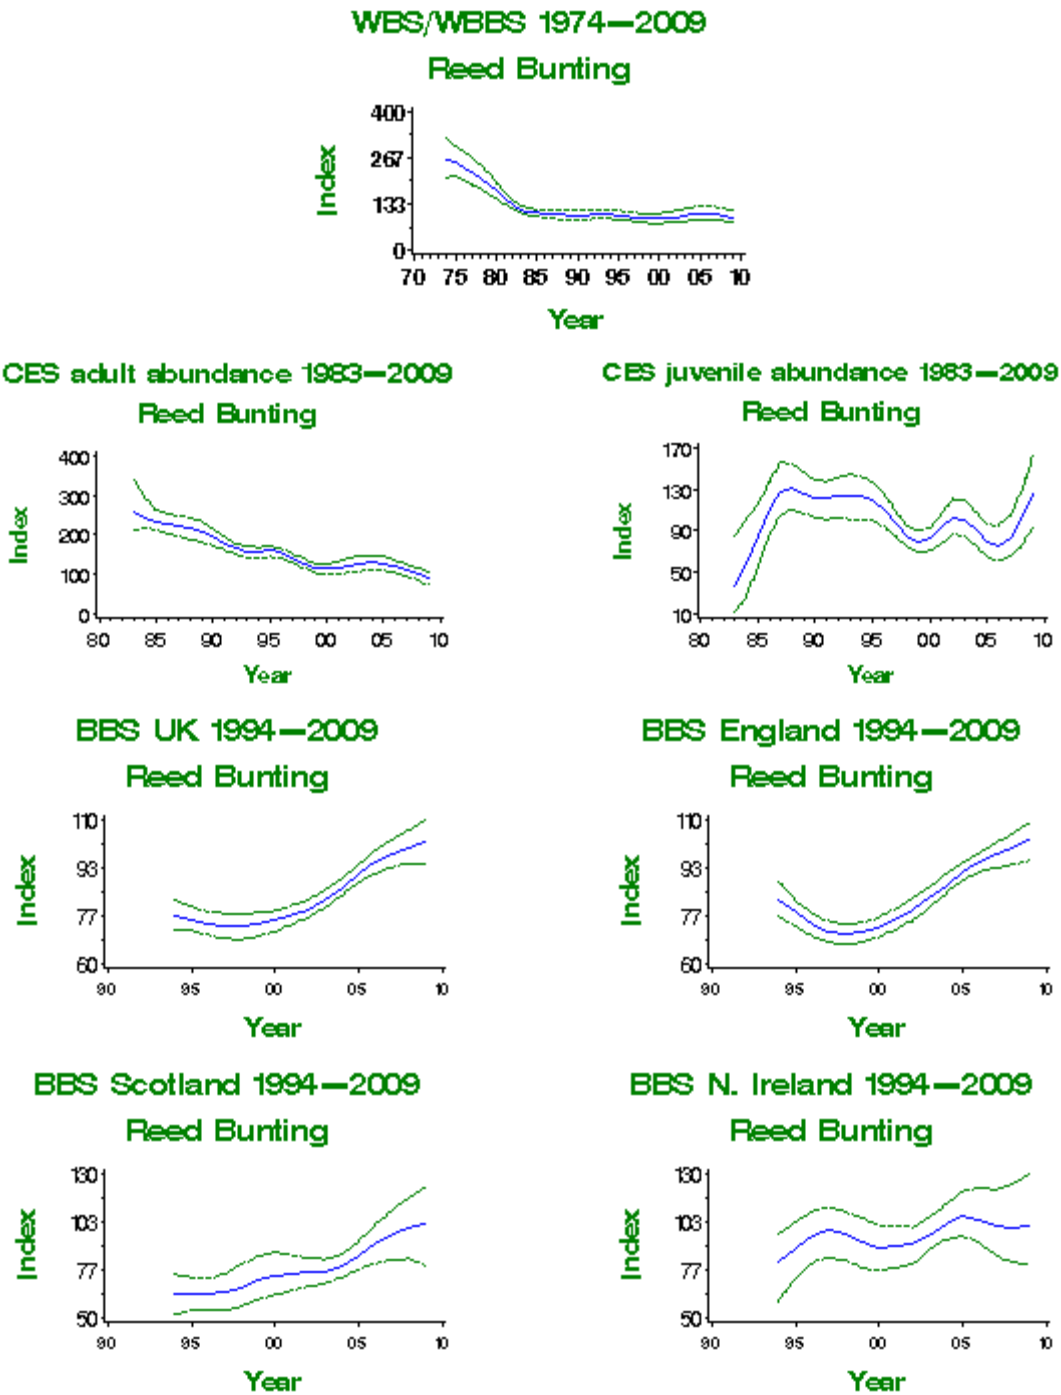 WBS/WBBS 1974—2009
Reed Bunting
400
267
133
0
Index
70 75 80 85 90 95 00 05 10
Year
CES adult abundance 1983—2009
Reed Bunting
400
300
200
100
0
Index
80 85 90 95 00 05 10
Year
CES juvenile abundance 1983—2009
Reed Bunting
170
130
90
50
10
Index
80 85 90 95 00 05 10
Year
BBS UK 1994—2009
Reed Bunting
110
93
77
60
Index
90 95 00 05 10
Year
BBS England 1994—2009
Reed Bunting
110
93
77
60
Index
90 95 00 05 10
Year
BBS Scotland 1994—2009
Reed Bunting
130
103
77
50
Index
90 95 00 05 10
Year
BBS N. Ireland 1994—2009
Reed Bunting
130
103
77
50
Index
90 95 00 05 10
Year